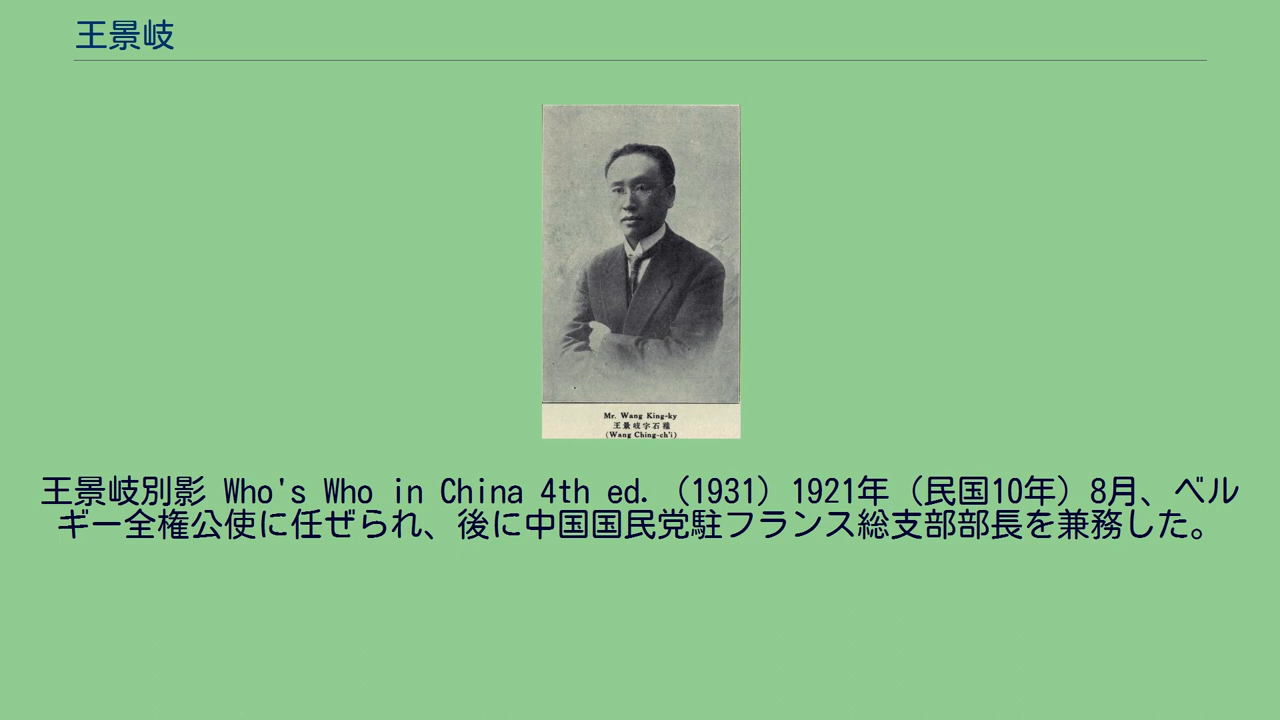 王景岐
Mr. Wang King-ky
王景岐字石蓀
(Wang Ching-ch'i)
王景岐別影 Who's Who in China 4th ed. （1931）1921年（民国10年）8月、ベル
ギー全権公使に任ぜられ、後に中国国民党駐フランス総支部部長を兼務した。